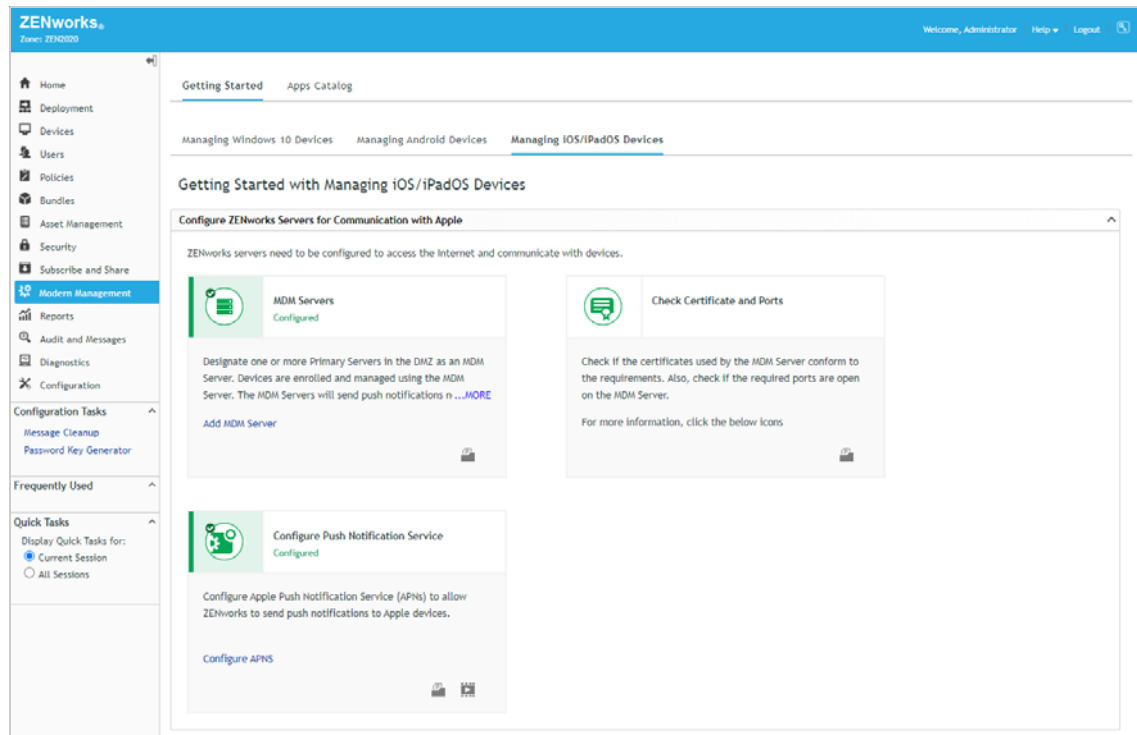 ZENworks®
Zone: ZEN2020
Welcome, Administrator Help Logout
Home
Deployment
Devices
Users
Policies
Bundles
Asset Management
Security
Subscribe and Share
Modern Management
Reports
Audit and Messages
Diagnostics
Configuration
Configuration Tasks
Message Cleanup
Password Key Generator
Frequently Used
Quick Tasks
Display Quick Tasks for:
Current Session
All Sessions
Getting Started Apps Catalog
Managing Windows 10 Devices Managing Android Devices Managing iOS/iPadOS Devices
Getting Started with Managing iOS/iPadOS Devices
Configure ZENworks Servers for Communication with Apple
ZENworks servers need to be configured to access the Internet and communicate with devices.
MDM Servers
Configured
Designate one or more Primary Servers in the DMZ as an MDM
Server. Devices are enrolled and managed using the MDM
Server. The MDM Servers will send push notifications n ...MORE
Add MDM Server
Check Certificate and Ports
Check if the certificates used by the MDM Server conform to
the requirements. Also, check if the required ports are open
on the MDM Server.
For more information, click the below icons
Configure Push Notification Service
Configured
Configure Apple Push Notification Service (APNs) to allow
ZENworks to send push notifications to Apple devices.
Configure APNS